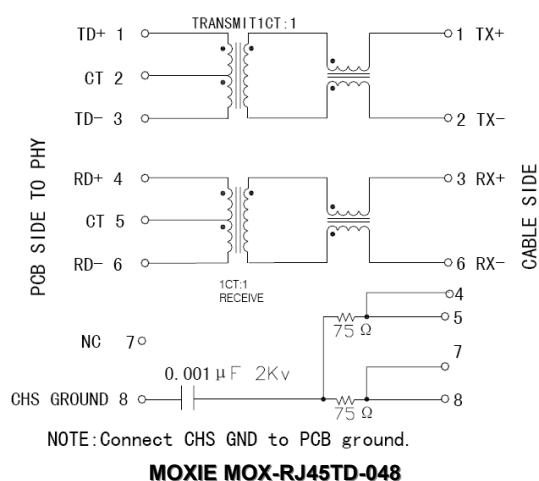 TRANSMIT1CT:1
TD+ 1
1 TX+
CT 2
TD- 3
2 TX-
PCB SIDE TO PHY
CABLE SIDE
RD+ 4
3 RX+
CT 5
RD- 6
6 RX-
1CT:1
RECEIVE
4
5
75 Ω
NC 7
7
0.001μF 2Kv
CHS GROUND 8
8
75 Ω
NOTE:Connect CHS GND to PCB ground.
MOXIE MOX-RJ45TD-048